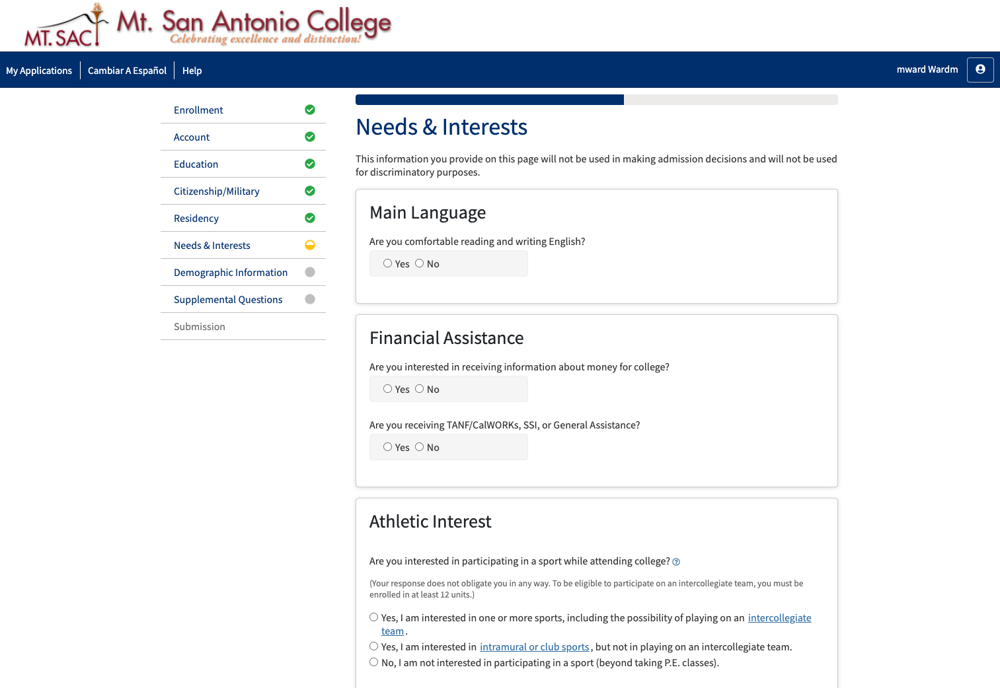 MT. SAC
Mt. San Antonio College
Celebrating excellence and distinction!
My Applications
Cambiar A Español
Help
mward Wardm
Enrollment
Account
Education
Citizenship/Military
Residency
Needs & Interests
Demographic Information
Supplemental Questions
Submission
Needs & Interests
This information you provide on this page will not be used in making admission decisions and will not be used
for discriminatory purposes.
Main Language
Are you comfortable reading and writing English?
Yes No
Financial Assistance
Are you interested in receiving information about money for college?
Yes No
Are you receiving TANF/CalWORKs, SSI, or General Assistance?
Yes No
Athletic Interest
Are you interested in participating in a sport while attending college?
(Your response does not obligate you in any way. To be eligible to participate on an intercollegiate team, you must be
enrolled in at least 12 units.)
Yes, I am interested in one or more sports, including the possibility of playing on an intercollegiate
team.
Yes, I am interested in intramural or club sports, but not in playing on an intercollegiate team.
No, I am not interested in participating in a sport (beyond taking P.E. classes).